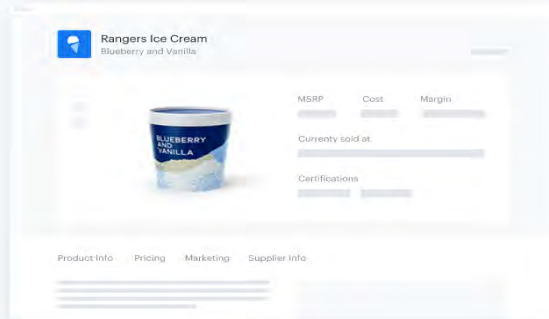 Rangers Ice Cream
Blueberry and Vanilla
MSRP Cost Margin
BLUEBERRY
AND
VANILLA
Currenty sold at
Certifications
Product Info Pricing Marketing Supplier Info